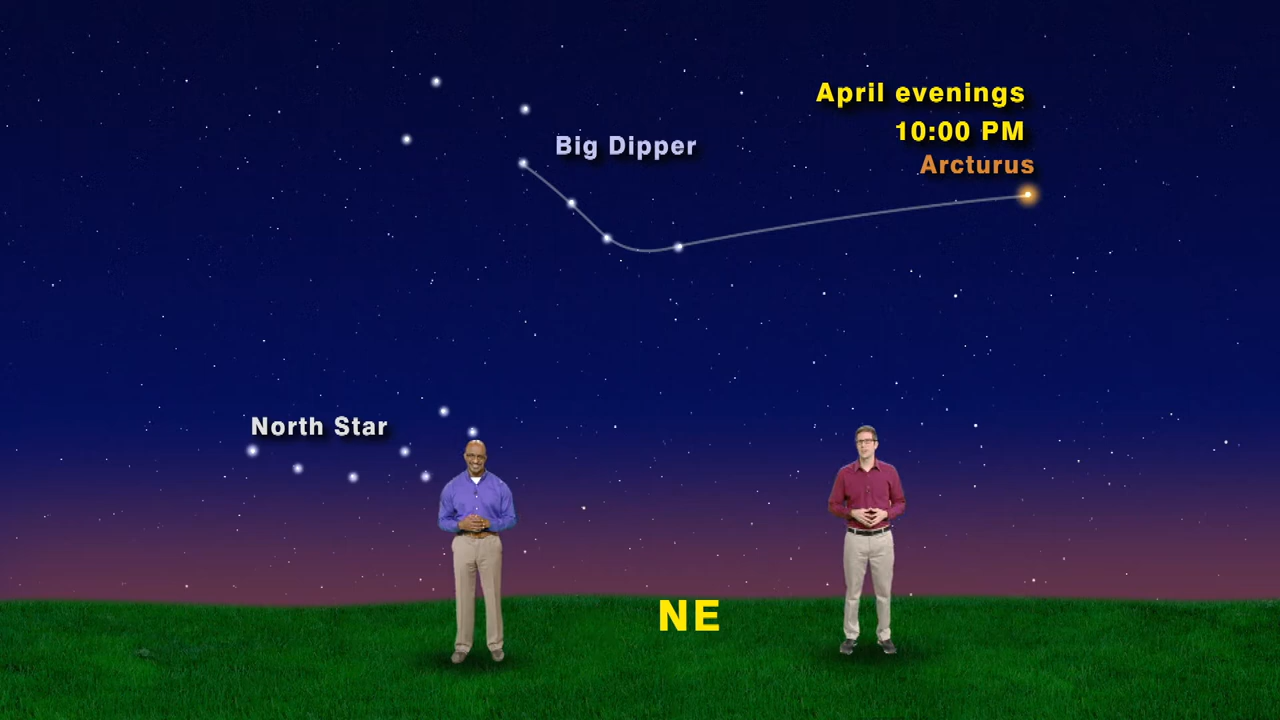 April evenings
10:00 PM
Arcturus
Big Dipper
North Star
NE